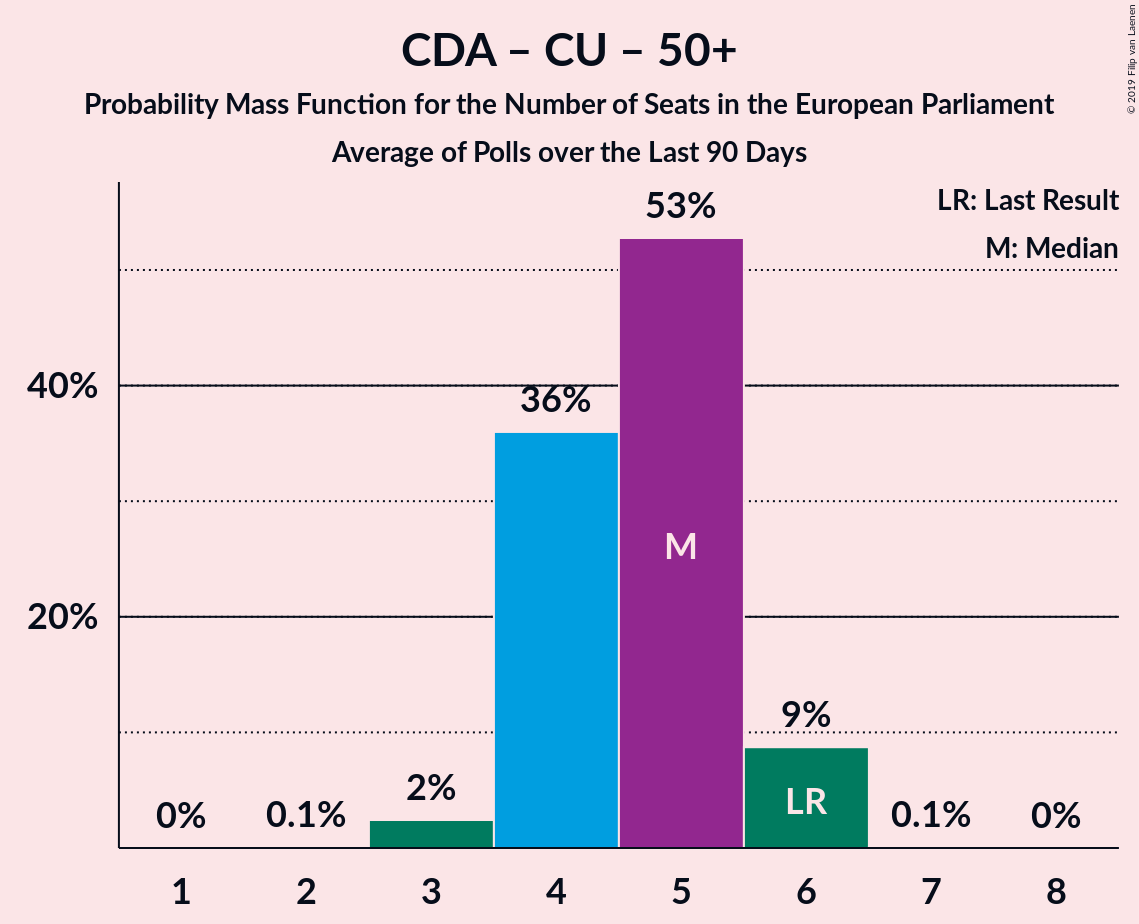 CDA – CU – 50+
Probability Mass Function for the Number of Seats in the European Parliament
Average of Polls over the Last 90 Days
© 2019 Filip van Laenen
LR: Last Result
M: Median
53%
40%
36%
M
20%
9%
2%
LR
0%
0.1%
0.1%
0%
1
2
3
4
5
6
7
8